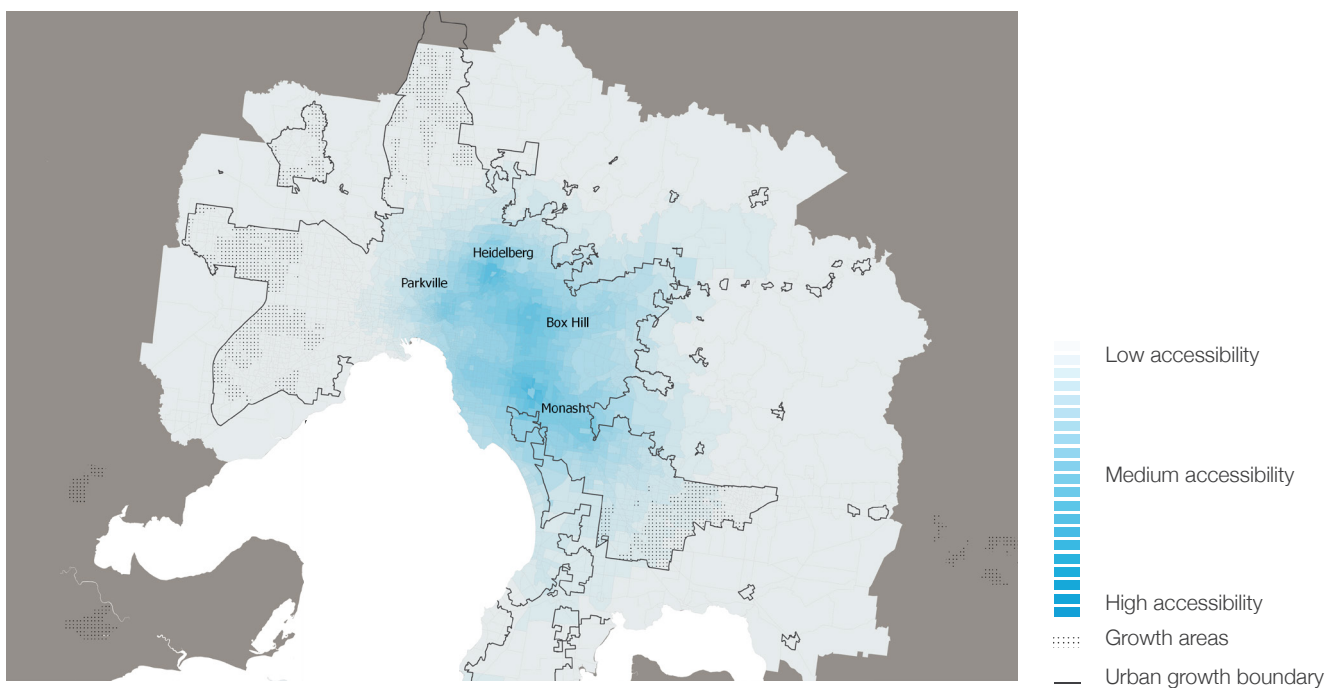 Heidelberg
Parkville
Box Hill
Monash
Low accessibility
Medium accessibility
High accessibility
Growth areas
Urban growth boundary